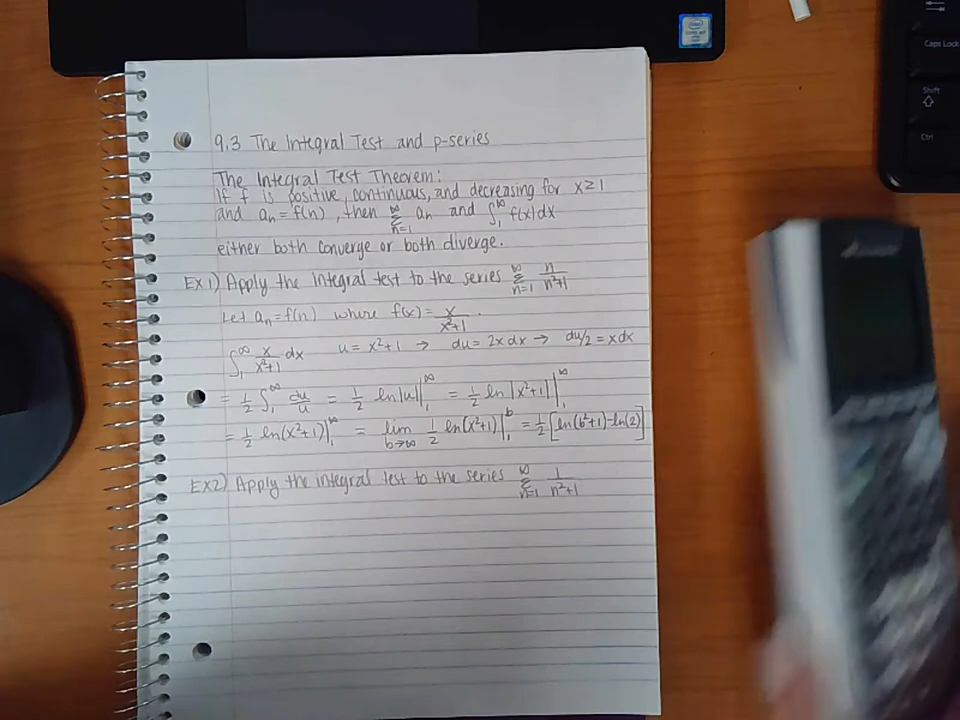 9.3 The Integral Test and p-series
The Integral Test Theorem:
If f is positive, continuous, and decreasing for x ≥ 1
and aₙ = f(n), then ∑_{n=1}^{∞} aₙ and ∫₁^∞ f(x)dx
either both converge or both diverge.
Ex1) Apply the integral test to the series ∑_{n=1}^{∞} n/(n²+1)
Let aₙ = f(n) where f(x) = x/(x²+1).
∫₁^∞ x/(x²+1) dx u = x²+1 → du = 2x dx → du/2 = x dx
= 1/2 ∫₁^∞ du/u = 1/2 ln|u| |₁^∞ = 1/2 ln|x²+1| |₁^∞
= 1/2 ln(x²+1) |₁^∞ = lim_{b→∞} 1/2 ln(x²+1) |₁^b = 1/2 [ln(b²+1) - ln(2)]
Ex2) Apply the integral test to the series ∑_{n=1}^{∞} 1/(n²+1)
Caps Lock
Shift
Ctrl